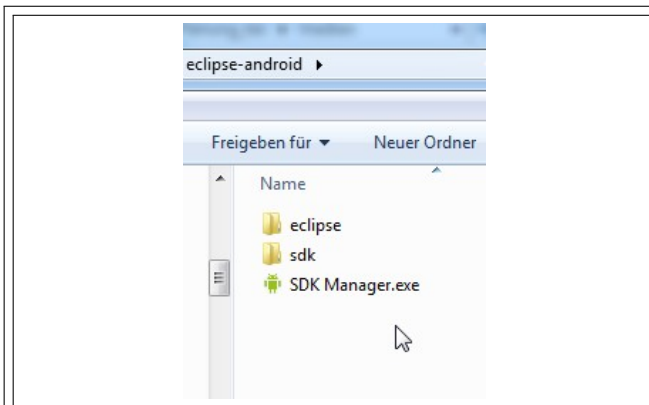 eclipse-android
Freigeben für Neuer Ordner
Name
eclipse
sdk
SDK Manager.exe